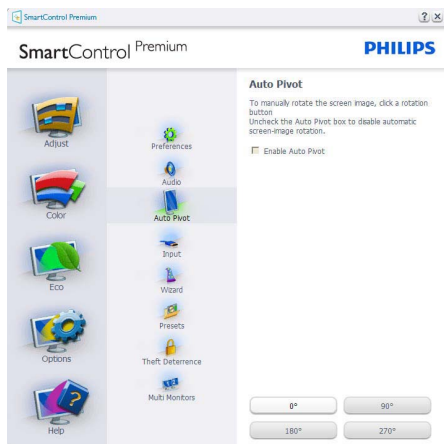 SmartControl Premium
? X
SmartControl Premium
PHILIPS
Adjust
Color
Eco
Options
Help
Preferences
Audio
Auto Pivot
Input
Wizard
Presets
Theft Deterrence
Multi Monitors
Auto Pivot
To manually rotate the screen image, click a rotation
button
Uncheck the Auto Pivot box to disable automatic
screen-image rotation.
Enable Auto Pivot
0°
90°
180°
270°